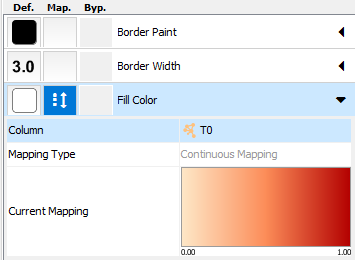 Def. Map. Byp.
Border Paint
3.0 Border Width
Fill Color
Column T0
Mapping Type Continuous Mapping
Current Mapping
0.00 1.00